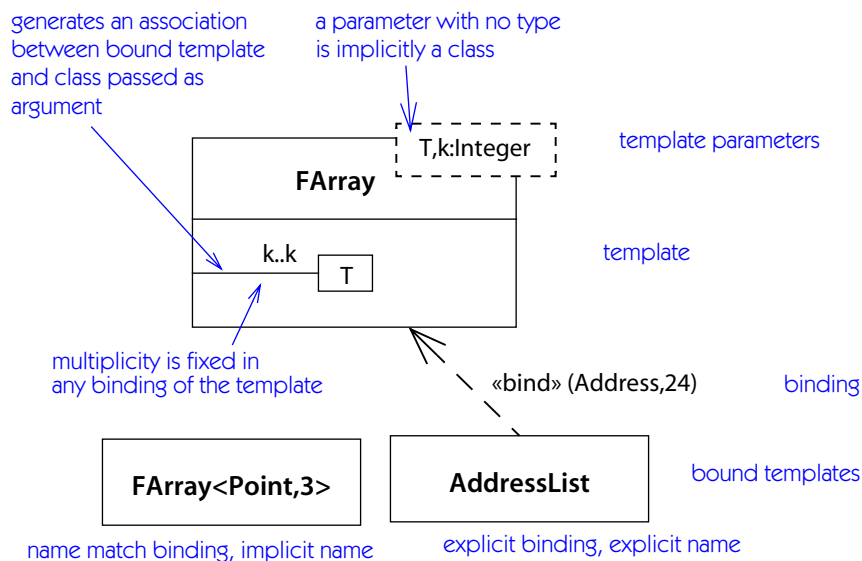 generates an association
between bound template
and class passed as
argument
a parameter with no type
is implicitly a class
T,k:Integer
template parameters
FArray
k..k
T
template
multiplicity is fixed in
any binding of the template
«bind» (Address,24)
binding
FArray<Point,3>
AddressList
bound templates
name match binding, implicit name
explicit binding, explicit name